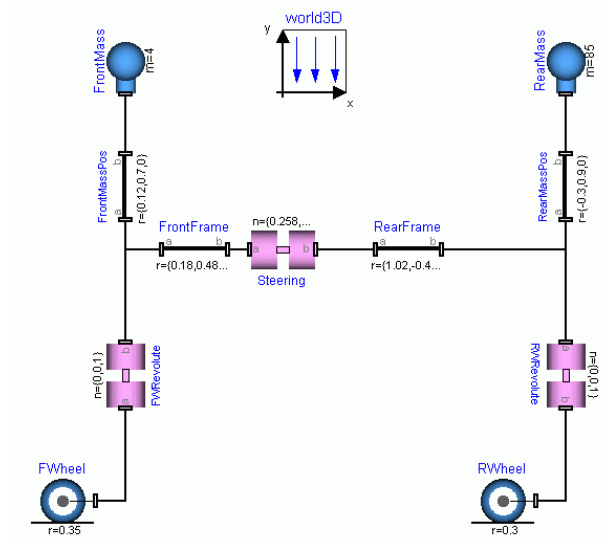 world3D
y
x
FrontMass
m=4
RearMass
m=85
FrontMassPos
b
a
r={0.12,0.7,0}
RearMassPos
b
a
r={-0.3,0.9,0}
FrontFrame
a b
r={0.18,0.48...
n={0.258,...
a b
Steering
RearFrame
a b
r={1.02,-0.4...
n={0,0,1}
b
a
FWRevolute
RWRevolute
a
b
n={0,0,1}
FWheel
r=0.35
RWheel
r=0.3